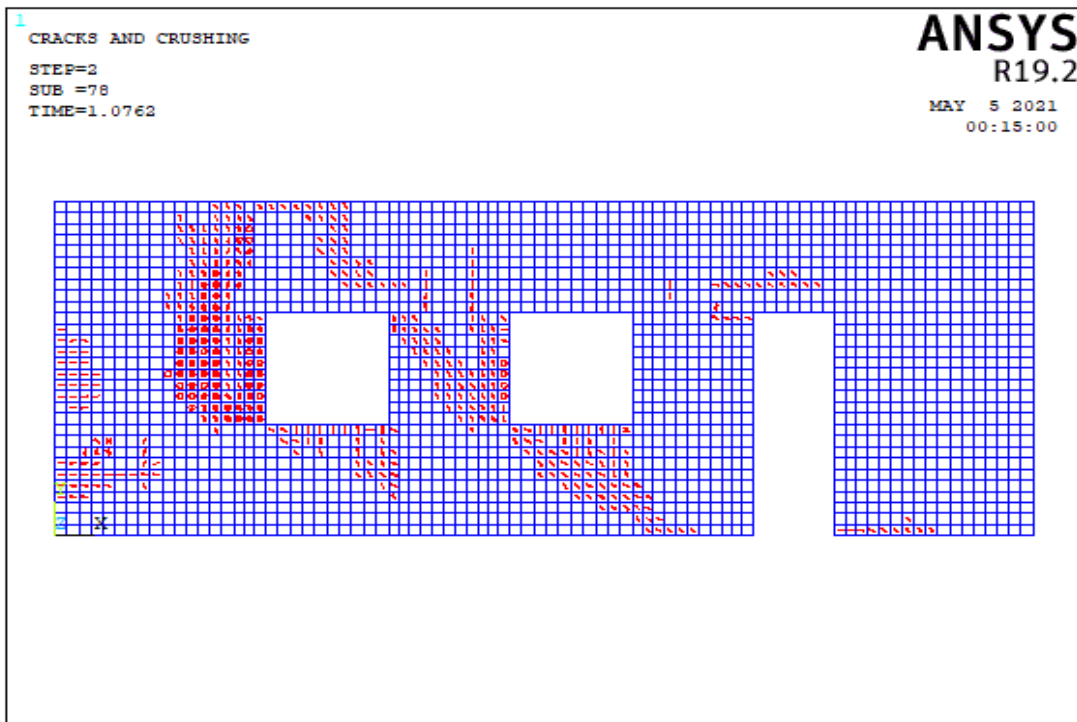 1
CRACKS AND CRUSHING
STEP=2
SUB =78
TIME=1.0762
ANSYS
R19.2
MAY 5 2021
00:15:00
Y
Z X